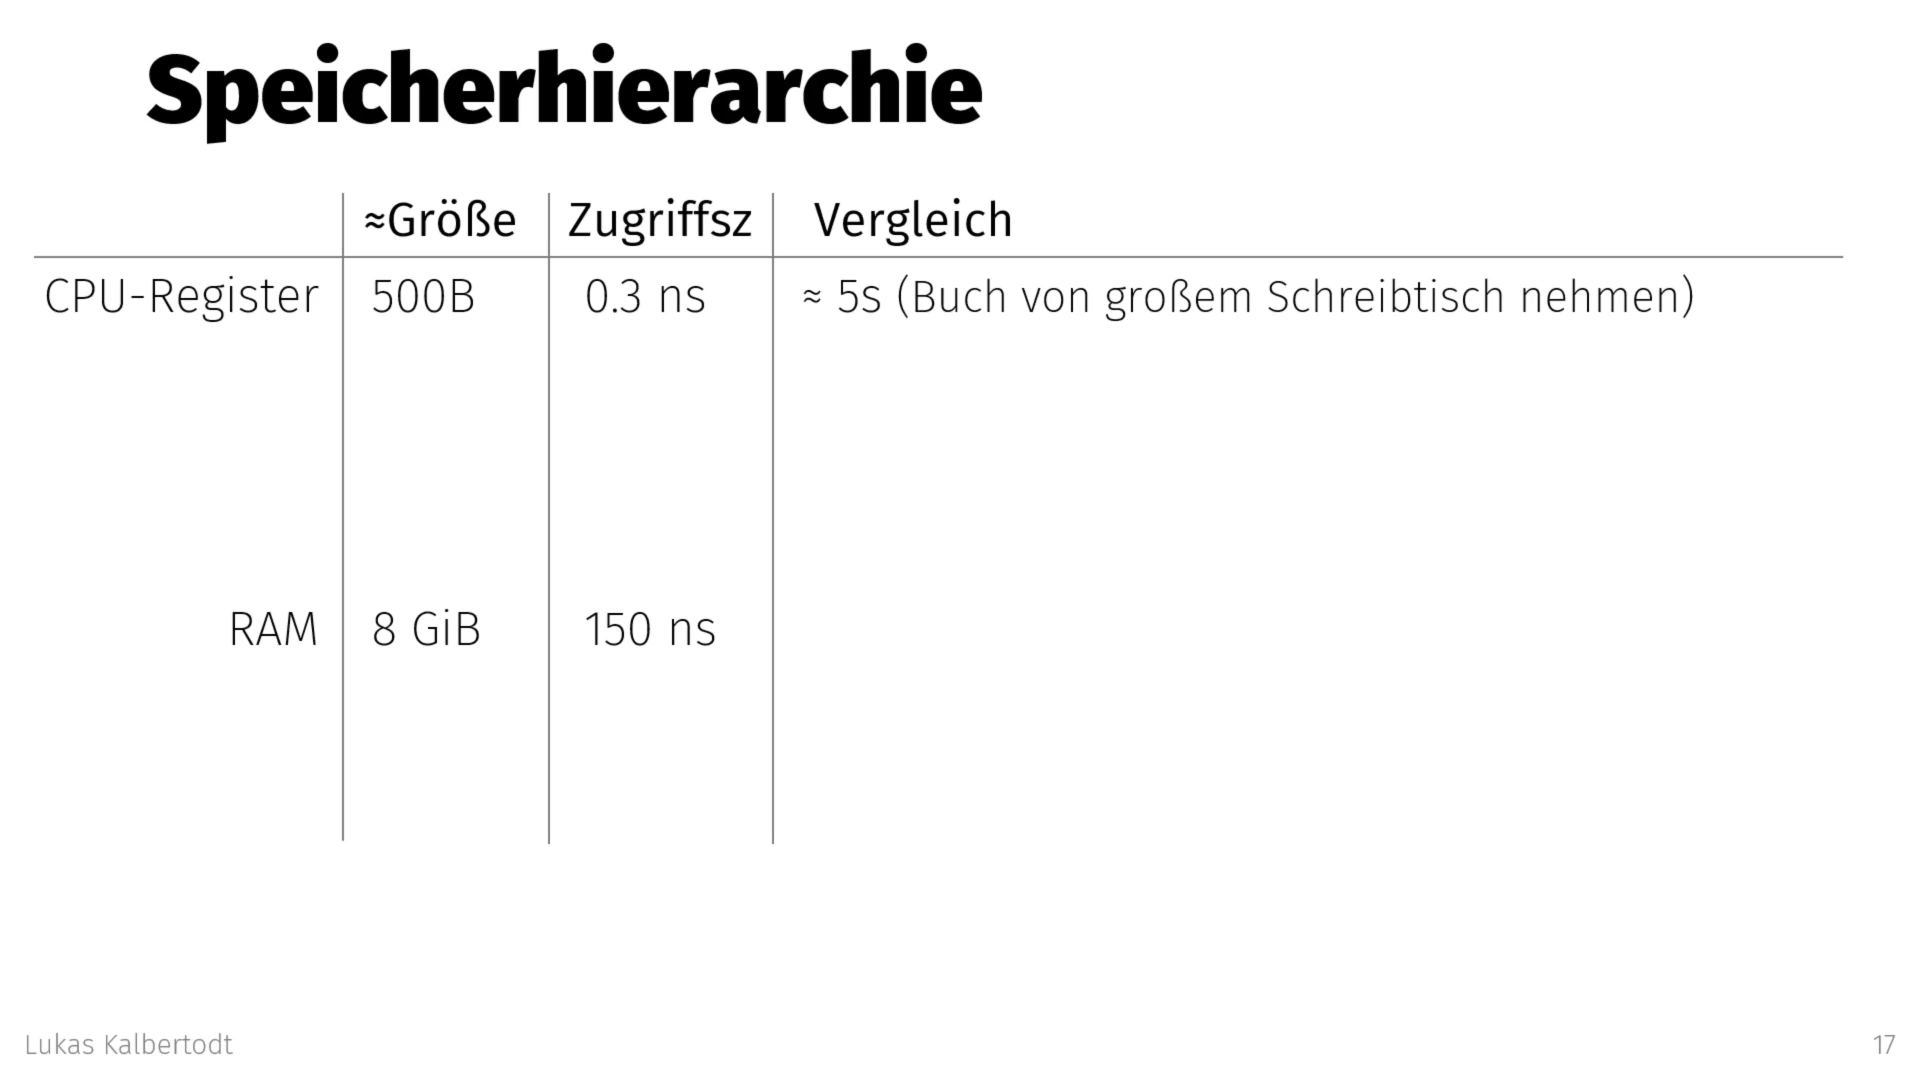 Speicherhierarchie
≈Größe Zugriffsz Vergleich
CPU-Register 500B 0.3 ns ≈ 5s (Buch von großem Schreibtisch nehmen)
RAM 8 GiB 150 ns
Lukas Kalbertodt 17